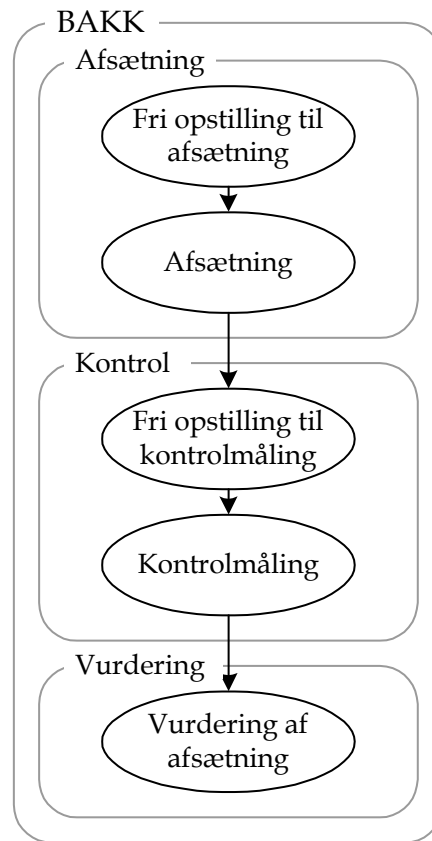 BAKK
Afsætning
Fri opstilling til
afsætning
Afsætning
Kontrol
Fri opstilling til
kontrolmåling
Kontrolmåling
Vurdering
Vurdering af
afsætning